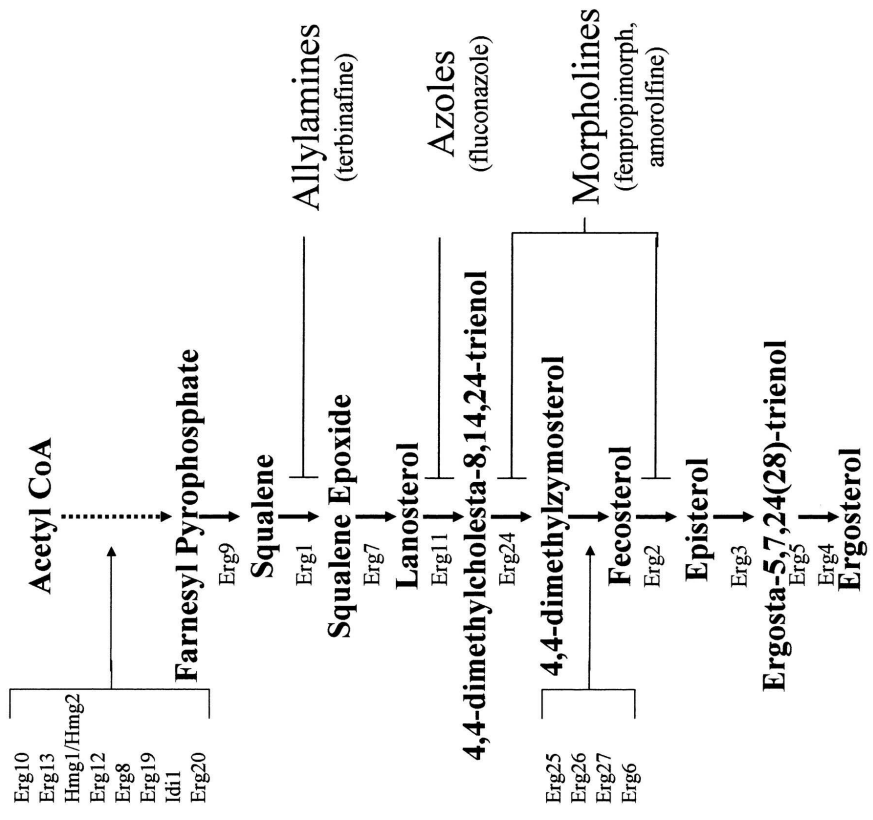 Acetyl CoA
Erg10
Erg13
Hmg1/Hmg2
Erg12
Erg8
Erg19
Idi1
Erg20
Farnesyl Pyrophosphate
Erg9
Squalene
Erg1
Allylamines
(terbinafine)
Squalene Epoxide
Erg7
Lanosterol
Erg11
Azoles
(fluconazole)
4,4-dimethylcholesta-8,14,24-trienol
Erg24
Morpholines
(fenpropimorph,
amorolfine)
4,4-dimethylzymosterol
Erg25
Erg26
Erg27
Erg6
Fecosterol
Erg2
Episterol
Erg3
Ergosta-5,7,24(28)-trienol
Erg5
Erg4
Ergosterol